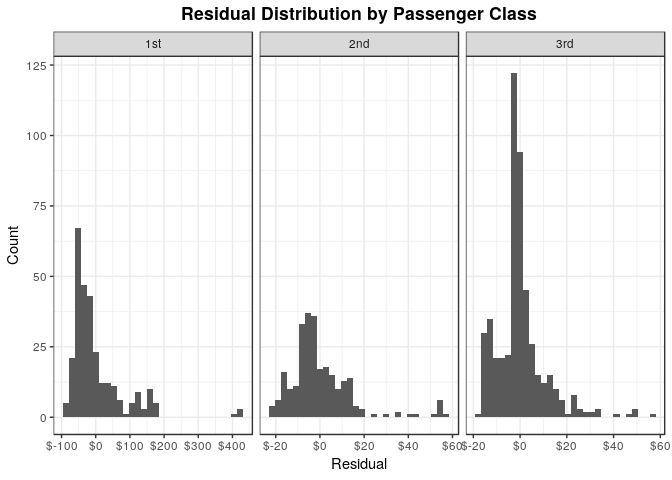 Residual Distribution by Passenger Class
1st 2nd 3rd
125
100
75
50
25
0
Count
$-100 $0 $100 $200 $300 $400 $-20 $0 $20 $40 $60 $-20 $0 $20 $40 $60
Residual